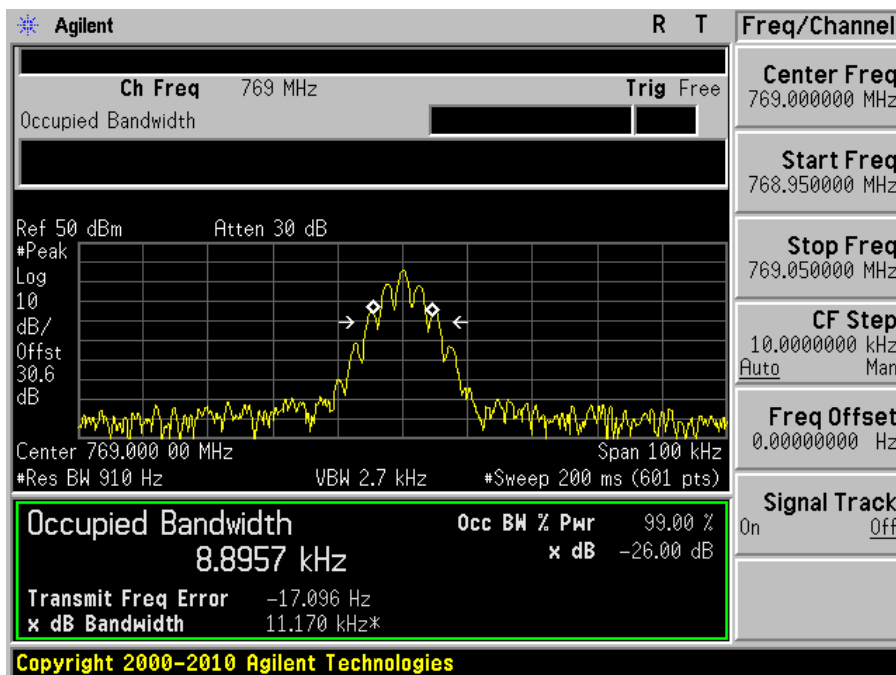 Agilent R T
Freq/Channel
Ch Freq 769 MHz Trig Free
Occupied Bandwidth
Center Freq
769.000000 MHz
Start Freq
768.950000 MHz
Stop Freq
769.050000 MHz
CF Step
10.0000000 kHz
Auto Man
Freq Offset
0.00000000 Hz
Signal Track
On Off
Ref 50 dBm Atten 30 dB
#Peak
Log
10
dB/
Offst
30.6
dB
Center 769.000 00 MHz Span 100 kHz
#Res BW 910 Hz VBW 2.7 kHz #Sweep 200 ms (601 pts)
Occupied Bandwidth Occ BW % Pwr 99.00 %
8.8957 kHz x dB -26.00 dB
Transmit Freq Error -17.096 Hz
x dB Bandwidth 11.170 kHz*
Copyright 2000-2010 Agilent Technologies